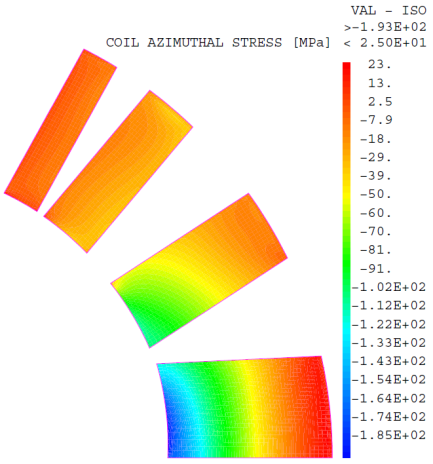 VAL - ISO
>-1.93E+02
COIL AZIMUTHAL STRESS [MPa] < 2.50E+01
23.
13.
2.5
-7.9
-18.
-29.
-39.
-50.
-60.
-70.
-81.
-91.
-1.02E+02
-1.12E+02
-1.22E+02
-1.33E+02
-1.43E+02
-1.54E+02
-1.64E+02
-1.74E+02
-1.85E+02